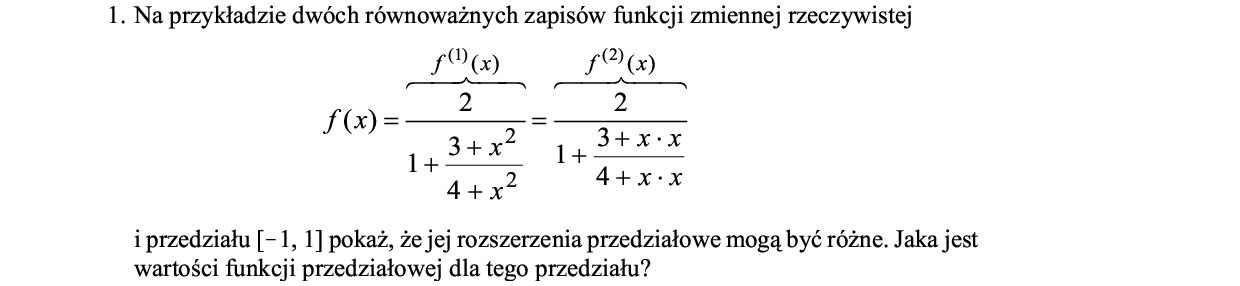 1. Na przykładzie dwóch równoważnych zapisów funkcji zmiennej rzeczywistej
f^{(1)}(x) f^{(2)}(x)
f(x) = \frac{2}{1 + \frac{3 + x^2}{4 + x^2}} = \frac{2}{1 + \frac{3 + x \cdot x}{4 + x \cdot x}}
i przedziału [−1, 1] pokaż, że jej rozszerzenia przedziałowe mogą być różne. Jaka jest
wartości funkcji przedziałowej dla tego przedziału?